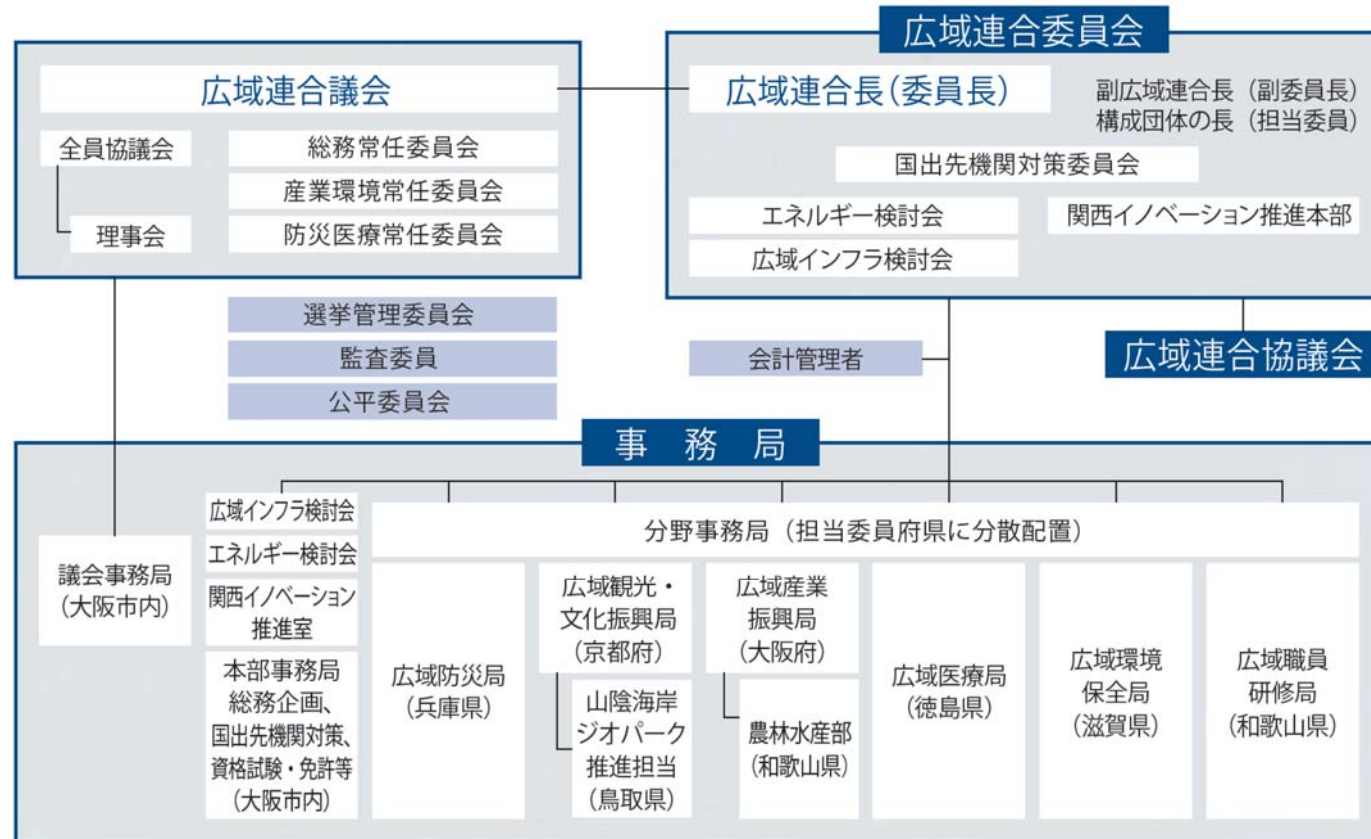 広域連合議会
全員協議会
理事会
総務常任委員会
産業環境常任委員会
防災医療常任委員会
広域連合委員会
広域連合長（委員長）
副広域連合長（副委員長）
構成団体の長（担当委員）
国出先機関対策委員会
エネルギー検討会
関西イノベーション推進本部
広域インフラ検討会
選挙管理委員会
監査委員
公平委員会
会計管理者
広域連合協議会
事務局
議会事務局
（大阪市内）
広域インフラ検討会
エネルギー検討会
関西イノベーション
推進室
本部事務局
総務企画、
国出先機関対策、
資格試験・免許等
（大阪市内）
分野事務局（担当委員府県に分散配置）
広域防災局
（兵庫県）
広域観光・
文化振興局
（京都府）
山陰海岸
ジオパーク
推進担当
（鳥取県）
広域産業
振興局
（大阪府）
農林水産部
（和歌山県）
広域医療局
（徳島県）
広域環境
保全局
（滋賀県）
広域職員
研修局
（和歌山県）